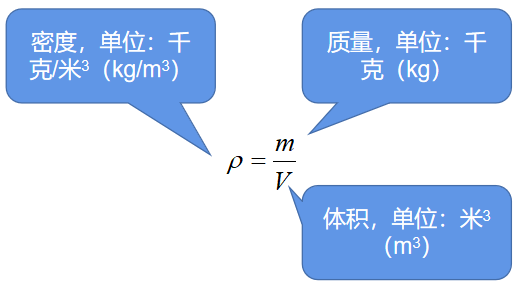 密度，单位：千
克/米³（kg/m³）
质量，单位：千
克（kg）
ρ = m/V
体积，单位：米³
（m³）